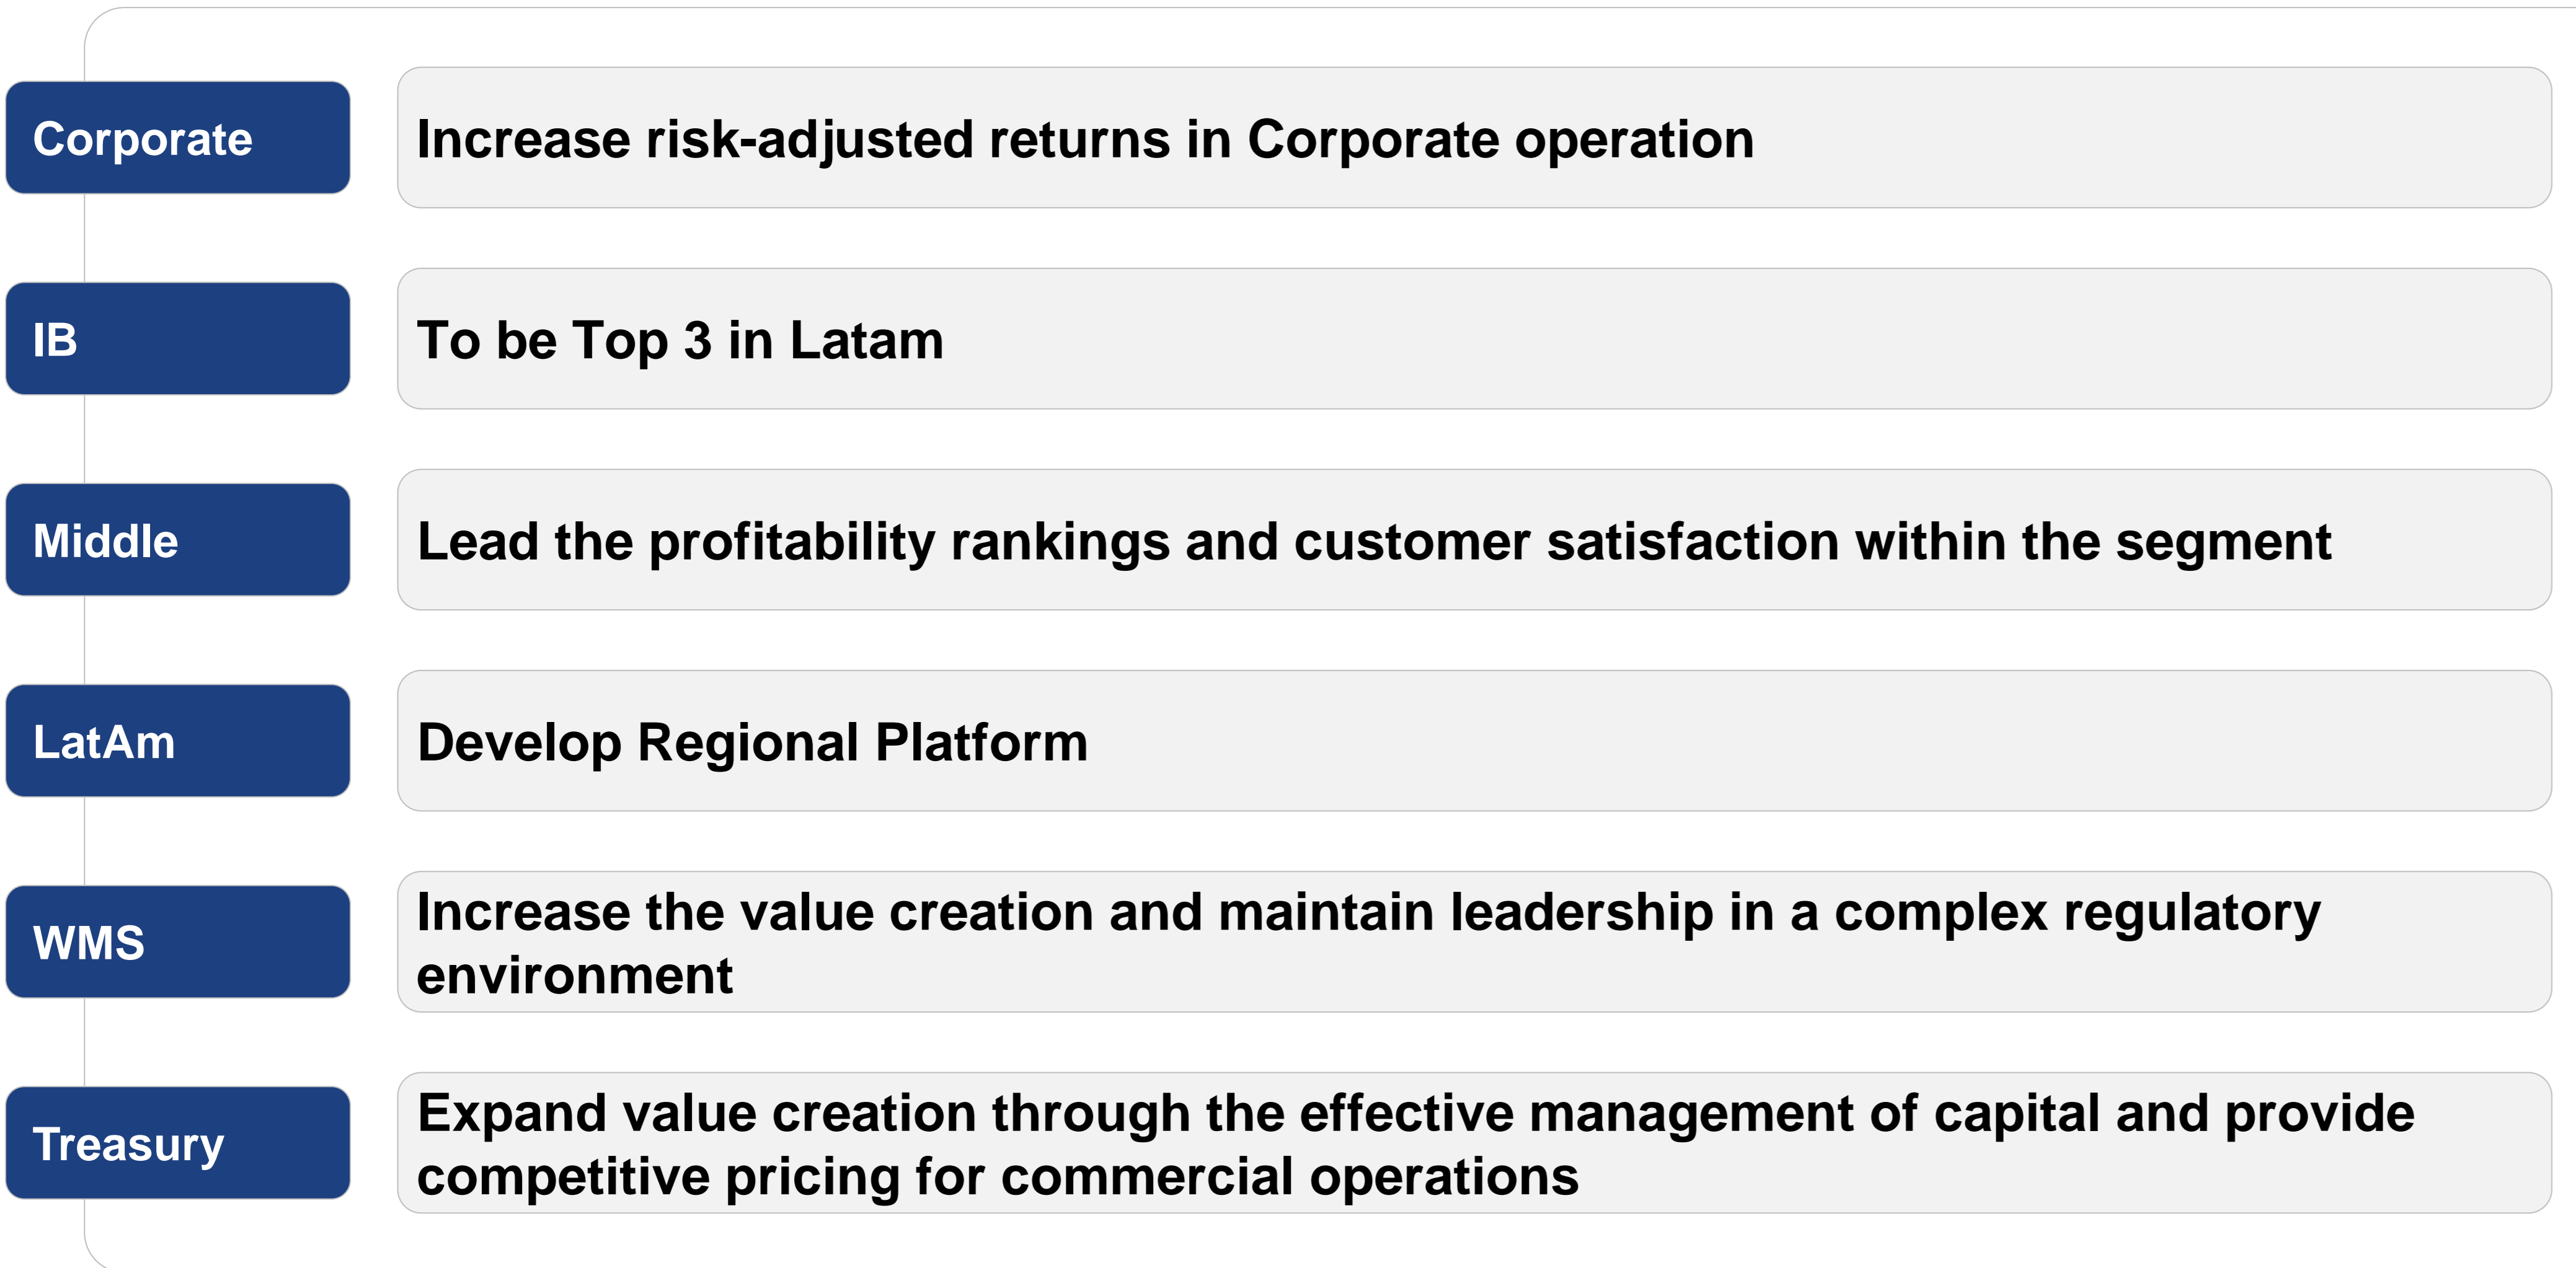 Corporate
Increase risk-adjusted returns in Corporate operation
IB
To be Top 3 in Latam
Middle
Lead the profitability rankings and customer satisfaction within the segment
LatAm
Develop Regional Platform
WMS
Increase the value creation and maintain leadership in a complex regulatory
environment
Treasury
Expand value creation through the effective management of capital and provide
competitive pricing for commercial operations